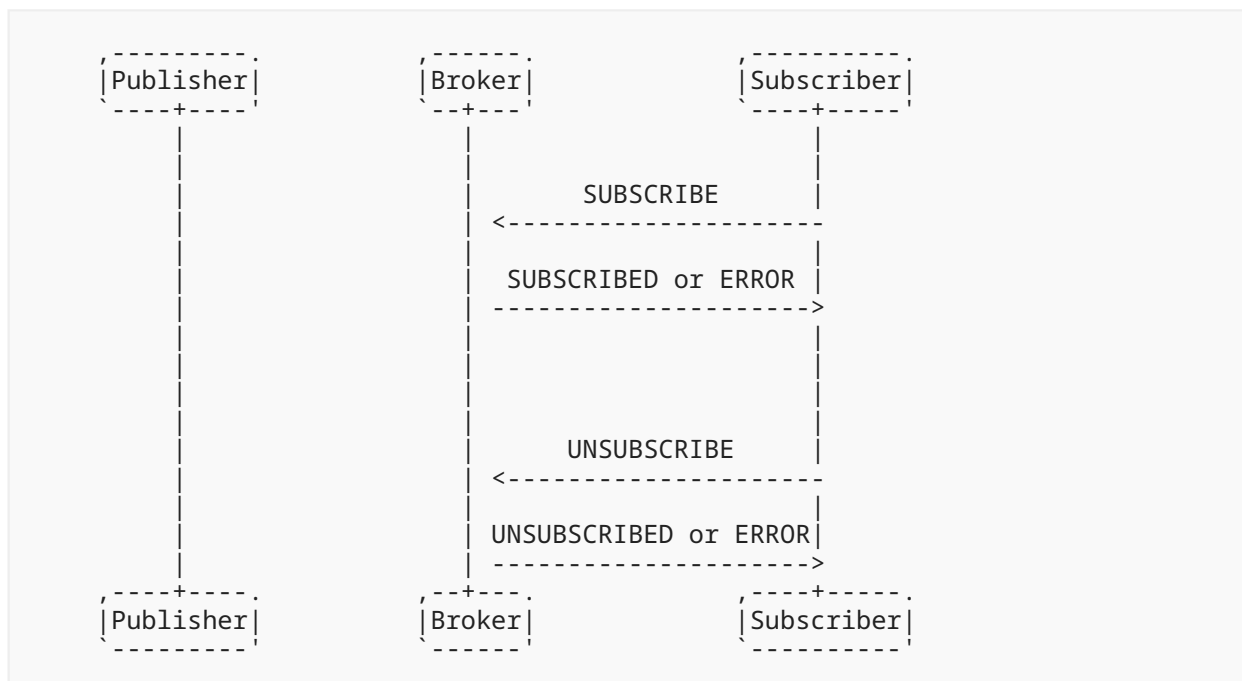 ,---------.          ,------.             ,----------.
|Publisher|          |Broker|             |Subscriber|
`----+----'          `--+---'             `----+-----'
     |                  |                      |
     |                  |                      |
     |                  |       SUBSCRIBE      |
     |                  | <---------------------
     |                  |                      |
     |                  |  SUBSCRIBED or ERROR |
     |                  | --------------------->
     |                  |                      |
     |                  |                      |
     |                  |                      |
     |                  |                      |
     |                  |      UNSUBSCRIBE     |
     |                  | <---------------------
     |                  |                      |
     |                  | UNSUBSCRIBED or ERROR|
     |                  | --------------------->
,----+----.          ,--+---.             ,----+-----.
|Publisher|          |Broker|             |Subscriber|
`---------'          `------'             `----------'